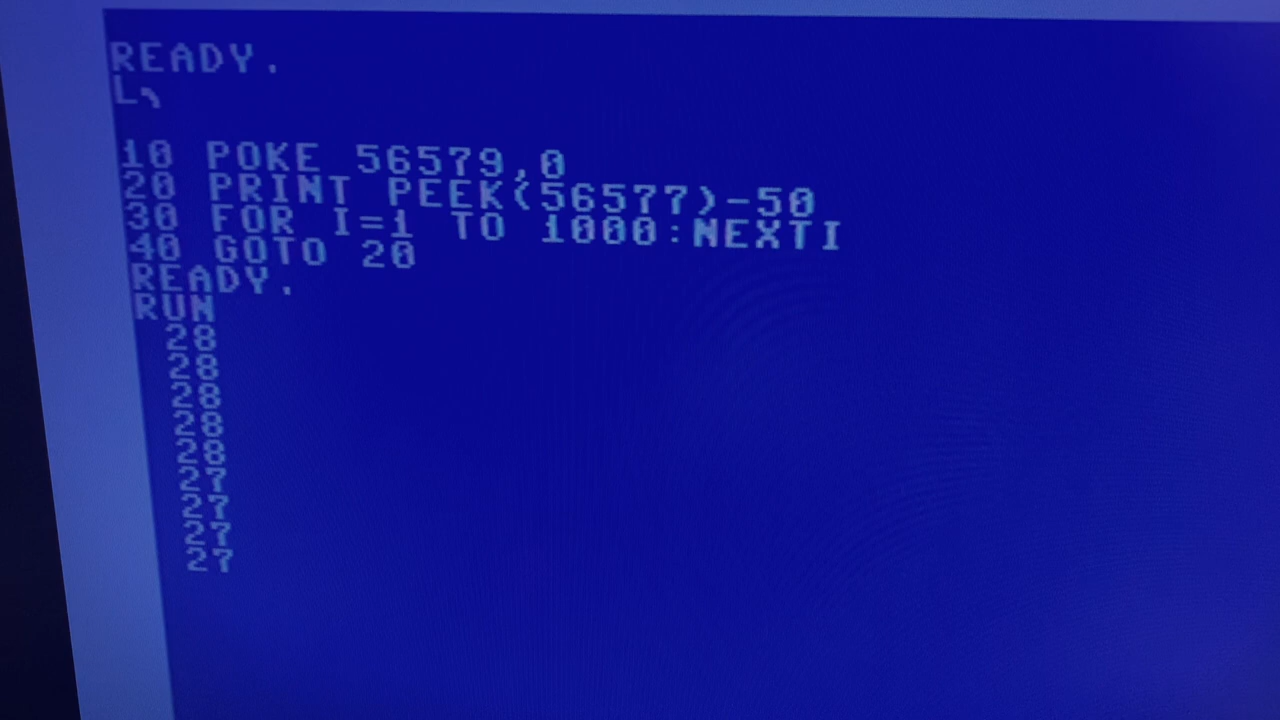 READY.
L
10 POKE 56579,0
20 PRINT PEEK(56577)-50
30 FOR I=1 TO 1000:NEXTI
40 GOTO 20
READY.
RUN
28
28
28
28
28
27
27
27
27